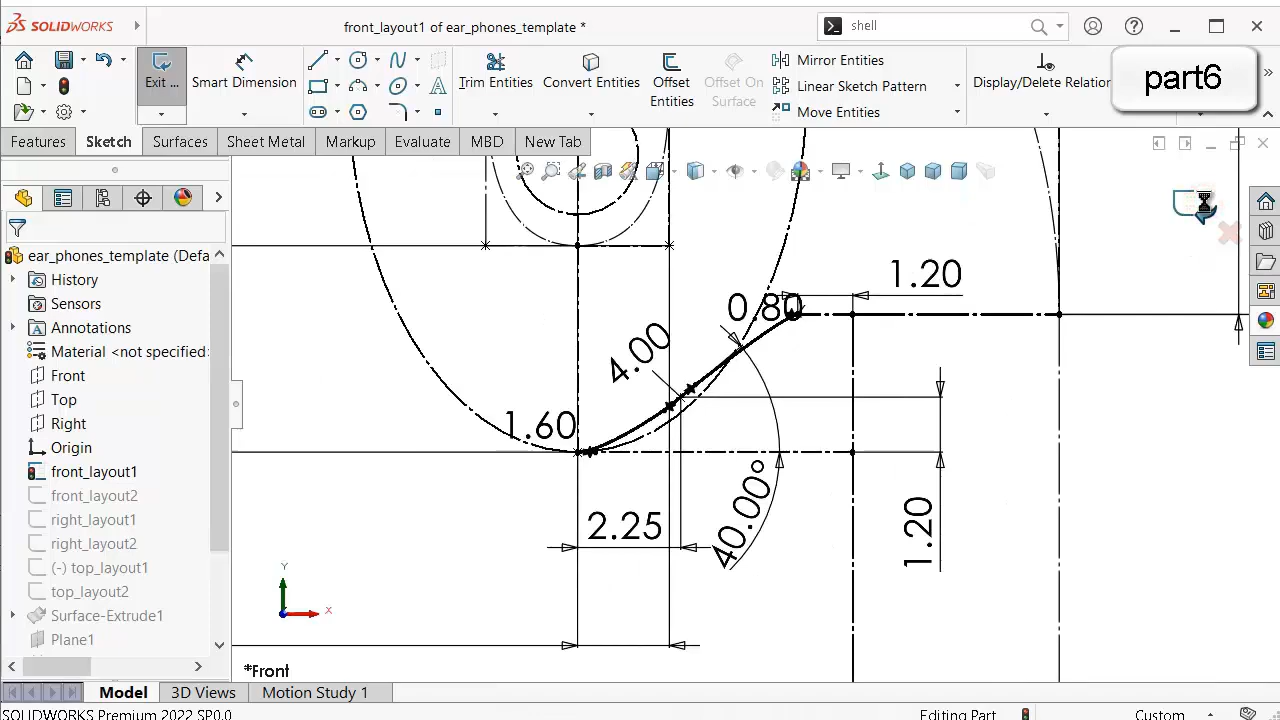 SOLIDWORKS
front_layout1 of ear_phones_template *
shell
Exit ...
Smart Dimension
Trim Entities
Convert Entities
Offset
Entities
Offset On
Surface
Mirror Entities
Linear Sketch Pattern
Move Entities
Display/Delete Relation
part6
Features
Sketch
Surfaces
Sheet Metal
Markup
Evaluate
MBD
New Tab
ear_phones_template (Defa
History
Sensors
Annotations
Material <not specified>
Front
Top
Right
Origin
front_layout1
front_layout2
right_layout1
right_layout2
(-) top_layout1
top_layout2
Surface-Extrude1
Plane1
1.20
0.80
4.00
1.60
2.25
40.00°
1.20
Y
X
*Front
Model
3D Views
Motion Study 1
SOLIDWORKS Premium 2022 SP0.0
Editing Part
Custom